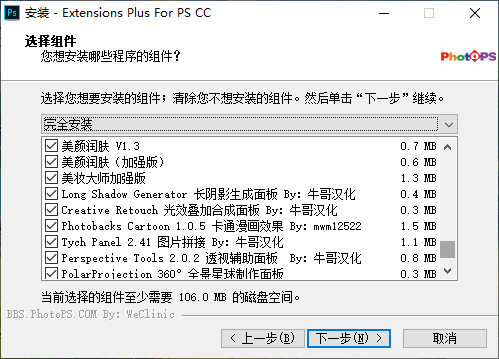 安装 - Extensions Plus For PS CC
选择组件
您想安装哪些程序的组件？
PhotoPS
选择您想要安装的组件；清除您不想安装的组件。然后单击“下一步”继续。
完全安装
美颜润肤 V1.3 0.7 MB
美颜润肤（加强版） 0.6 MB
美妆大师加强版 1.3 MB
Long Shadow Generator 长阴影生成面板 By: 牛哥汉化 0.4 MB
Creative Retouch 光效叠加合成面板 By: 牛哥汉化 0.3 MB
Photobacks Cartoon 1.0.5 卡通漫画效果 By: mwm12522 1.5 MB
Tych Panel 2.41 图片拼接 By: 牛哥汉化 1.1 MB
Perspective Tools 2.0.2 透视辅助面板  By: 牛哥汉化 0.8 MB
PolarProjection 360°全景星球制作面板 0.3 MB
当前选择的组件至少需要 106.0 MB 的磁盘空间。
BBS.PhotoPS.COM By: WeClinic
< 上一步(B) 下一步(N) > 取消